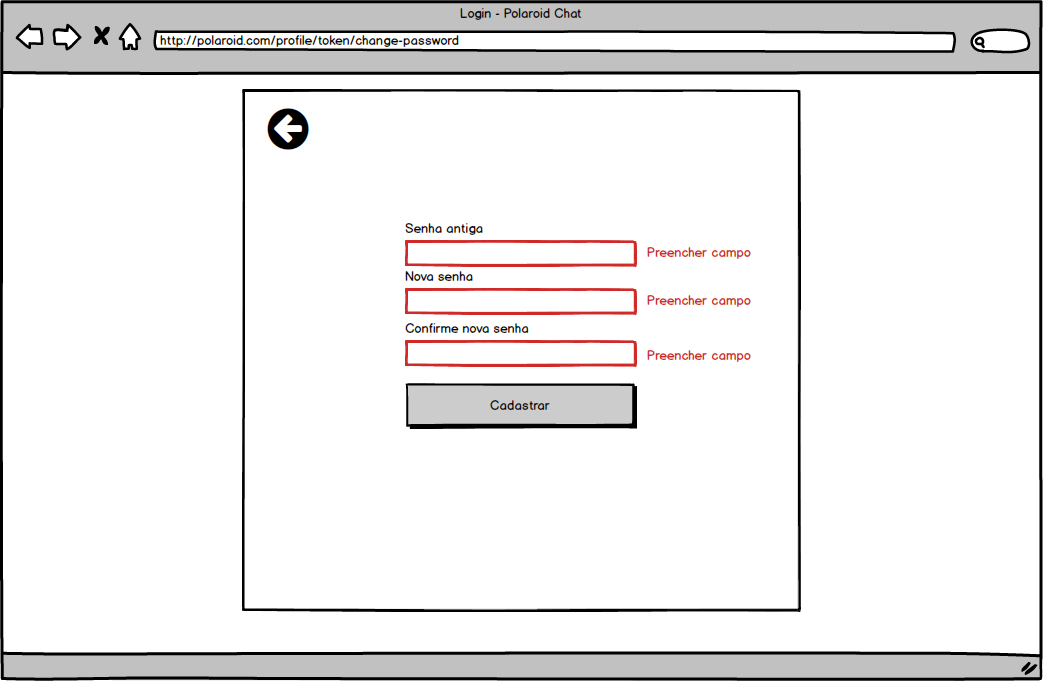 Login - Polaroid Chat
http://polaroid.com/profile/token/change-password
Senha antiga
Preencher campo
Nova senha
Preencher campo
Confirme nova senha
Preencher campo
Cadastrar